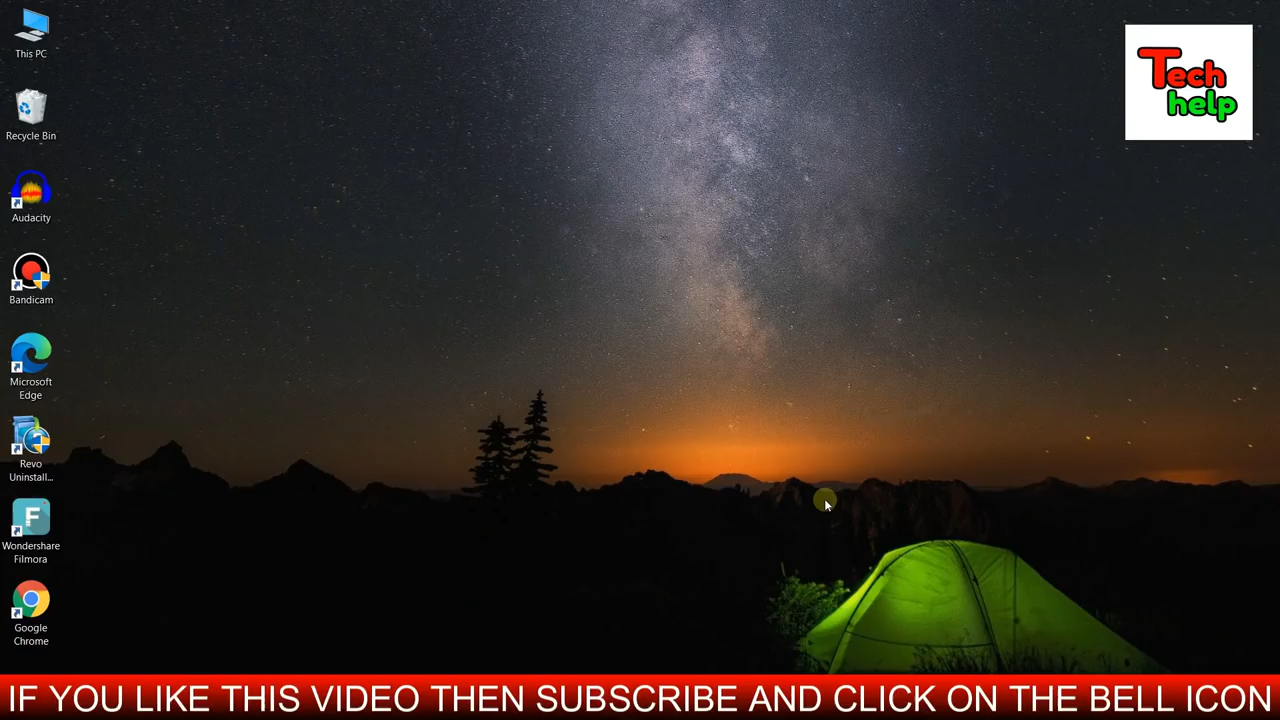 This PC
Recycle Bin
Audacity
Bandicam
Microsoft
Edge
Revo
Uninstall...
Wondershare
Filmora
F
Google
Chrome
Tech
help
IF YOU LIKE THIS VIDEO THEN SUBSCRIBE AND CLICK ON THE BELL ICON